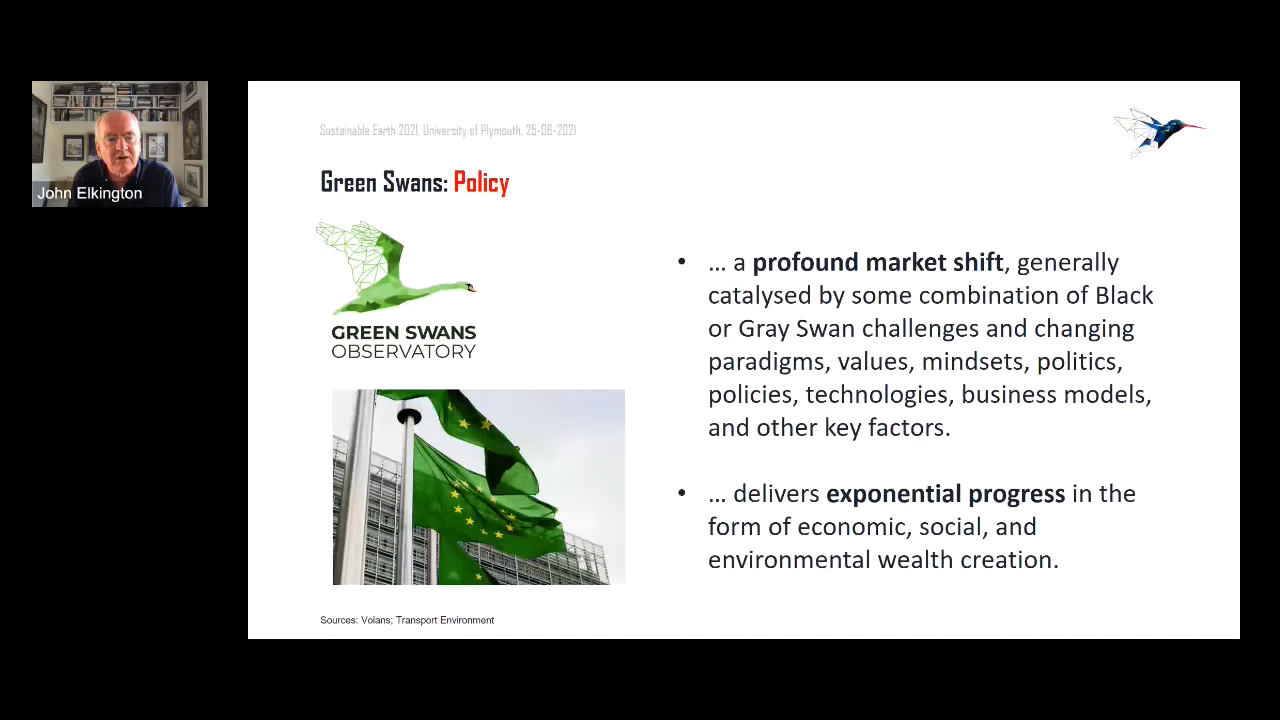 John Elkington
Sustainable Earth 2021, University of Plymouth, 25-06-2021
Green Swans: Policy
GREEN SWANS
OBSERVATORY
• ... a profound market shift, generally
catalysed by some combination of Black
or Gray Swan challenges and changing
paradigms, values, mindsets, politics,
policies, technologies, business models,
and other key factors.
• ... delivers exponential progress in the
form of economic, social, and
environmental wealth creation.
Sources: Volans; Transport Environment